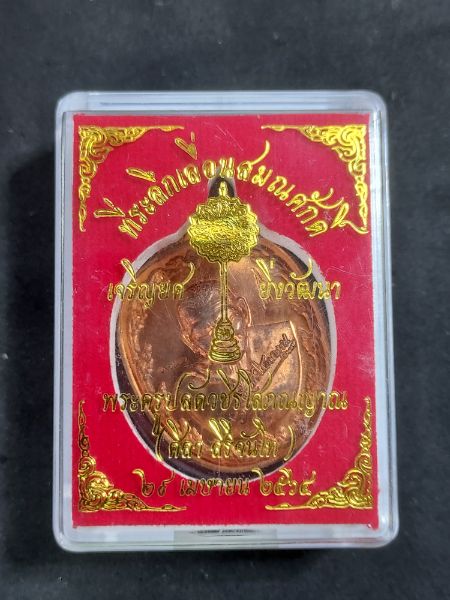 ที่ระลึกเลื่อนสมณศักดิ์
เจริญยศ ยิ่งวัฒนา
พระครูปลัดวชิรโสภณญาณ
(ศิลา สิริจันโท)
๒๘ เมษายน ๒๕๖๔